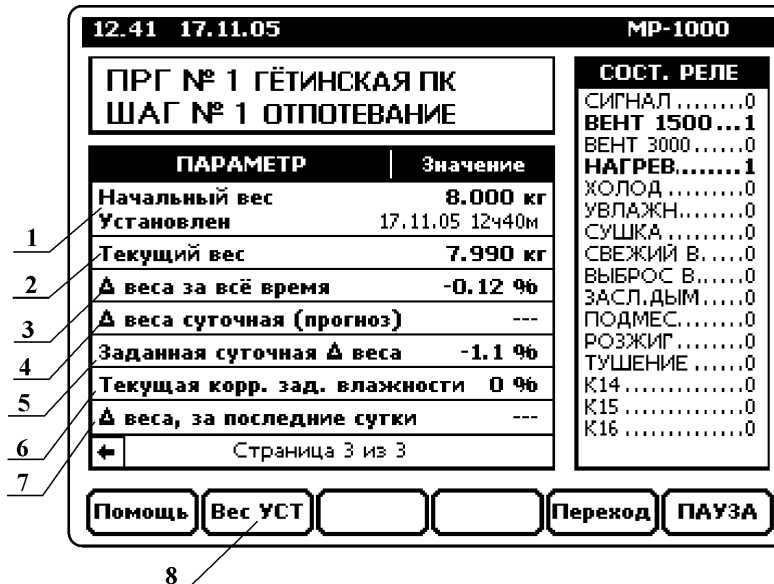 12.41 17.11.05 MP-1000
ПРГ № 1 ГЁТИНСКАЯ ПК
ШАГ № 1 ОТПОТЕВАНИЕ
ПАРАМЕТР Значение
Начальный вес 8.000 кг
Установлен 17.11.05 12ч40м
Текущий вес 7.990 кг
Δ веса за всё время -0.12 %
Δ веса суточная (прогноз) ---
Заданная суточная Δ веса -1.1 %
Текущая корр. зад. влажности 0 %
Δ веса, за последние сутки ---
← Страница 3 из 3
СОСТ. РЕЛЕ
СИГНАЛ ........0
ВЕНТ 1500...1
ВЕНТ 3000......0
НАГРЕВ........1
ХОЛОД .........0
УВЛАЖН........0
СУШКА .........0
СВЕЖИЙ В.....0
ВЫБРОС В.....0
ЗАСЛ.ДЫМ.....0
ПОДМЕС........0
РОЗЖИГ ........0
ТУШЕНИЕ ......0
К14..............0
К15 ..............0
К16 ..............0
Помощь Вес УСТ Переход ПАУЗА
1
2
3
4
5
6
7
8